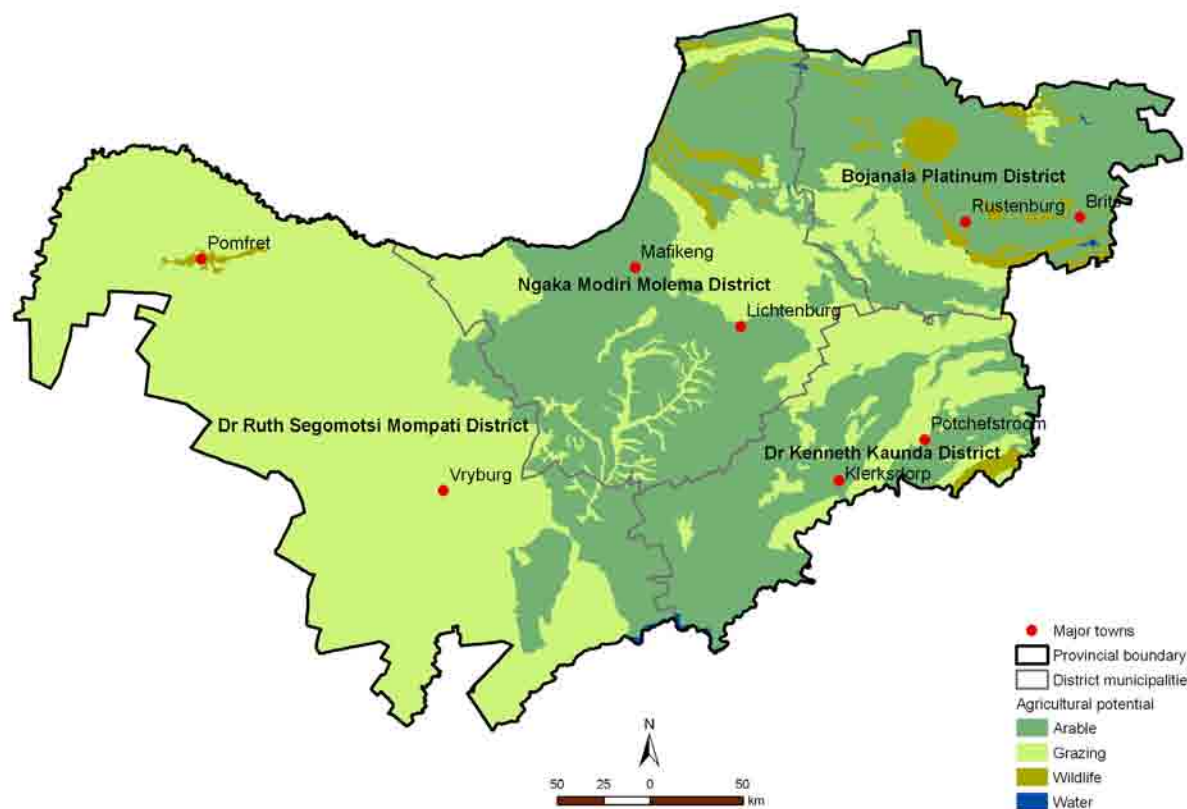 Bojanala Platinum District
Rustenburg
Brits
Pomfret
Mafikeng
Ngaka Modiri Molema District
Lichtenburg
Dr Ruth Segomotsi Mompati District
Potchefstroom
Dr Kenneth Kaunda District
Klerksdorp
Vryburg
Major towns
Provincial boundary
District municipalitie
Agricultural potential
Arable
Grazing
Wildlife
Water
N
50 25 0 50
km